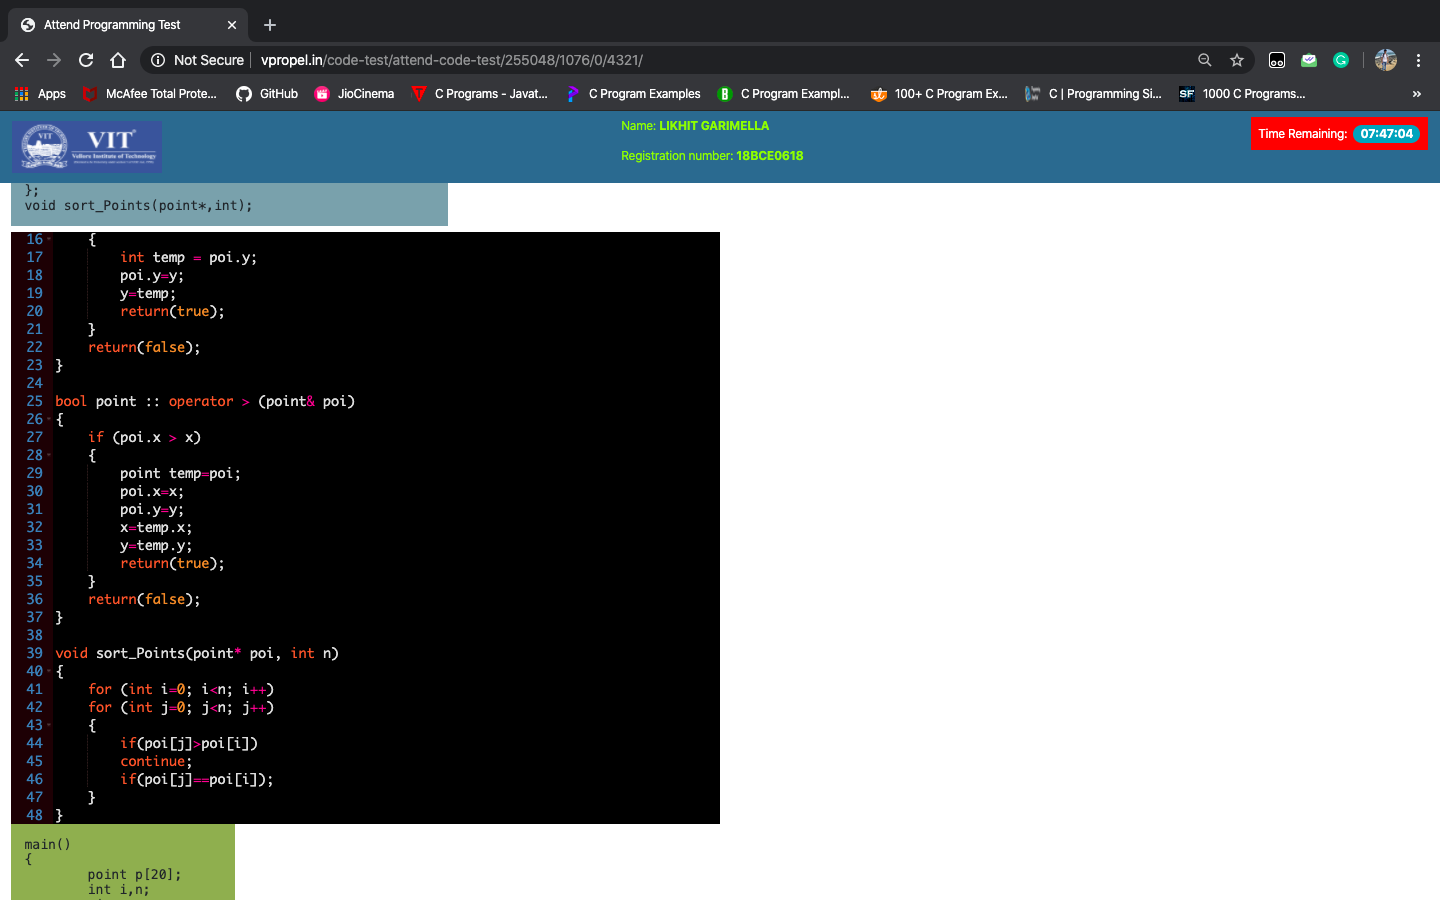 Attend Programming Test
Not Secure
vpropel.in/code-test/attend-code-test/255048/1076/0/4321/
Apps
McAfee Total Prote...
GitHub
JioCinema
C Programs - Javat...
C Program Examples
C Program Exampl...
100+ C Program Ex...
C | Programming Si...
SF
1000 C Programs...
VIT
VIT
Vellore Institute of Technology
Name: LIKHIT GARIMELLA
Registration number: 18BCE0618
Time Remaining: 07:47:04
};
void sort_Points(point*,int);
16 {
17 int temp = poi.y;
18 poi.y=y;
19 y=temp;
20 return(true);
21 }
22 return(false);
23 }
24
25 bool point :: operator > (point& poi)
26 {
27 if (poi.x > x)
28 {
29 point temp=poi;
30 poi.x=x;
31 poi.y=y;
32 x=temp.x;
33 y=temp.y;
34 return(true);
35 }
36 return(false);
37 }
38
39 void sort_Points(point* poi, int n)
40 {
41 for (int i=0; i<n; i++)
42 for (int j=0; j<n; j++)
43 {
44 if(poi[j]>poi[i])
45 continue;
46 if(poi[j]==poi[i]);
47 }
48 }
main()
{
point p[20];
int i,n;